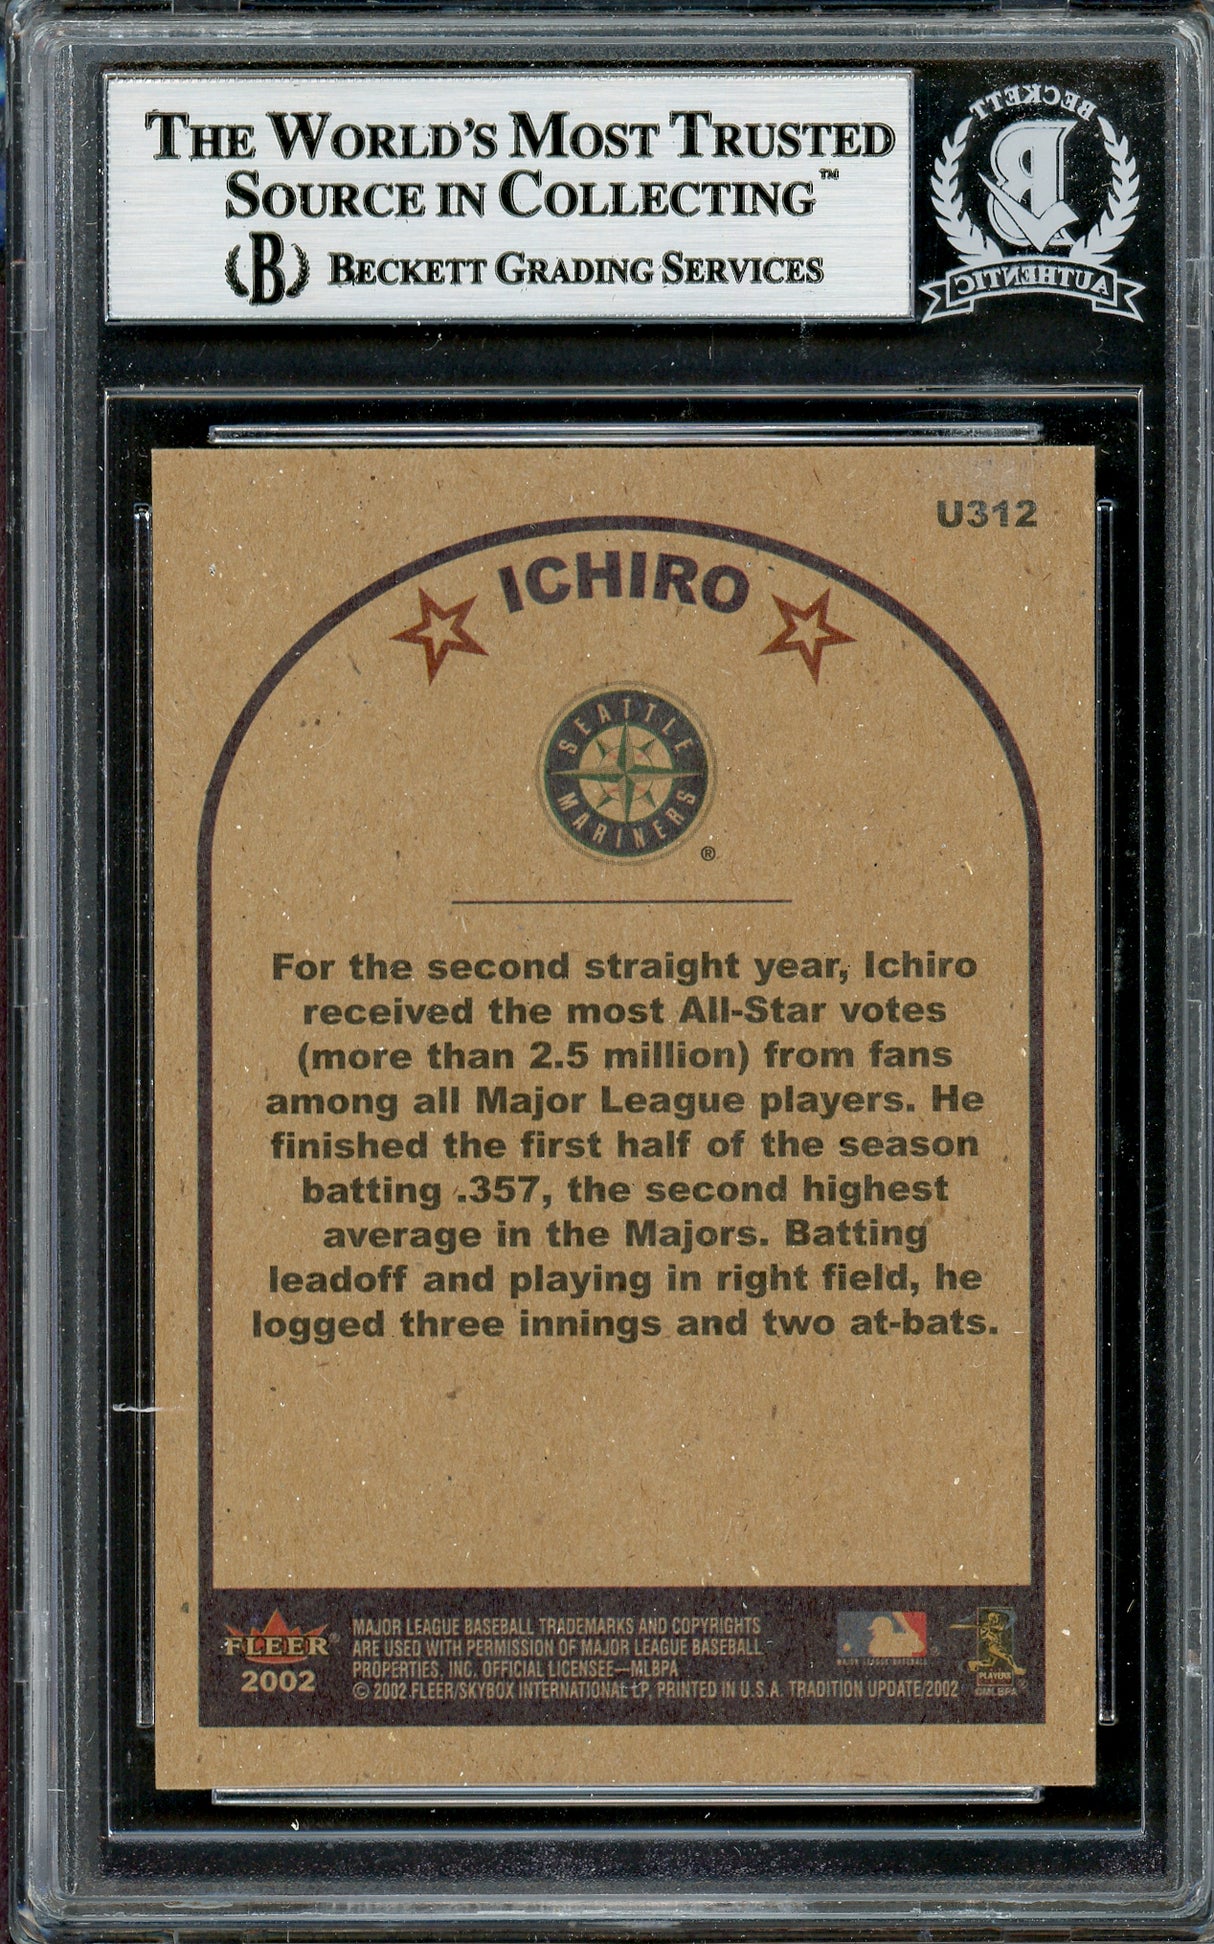 THE WORLD'S MOST TRUSTED
SOURCE IN COLLECTING™
B BECKETT GRADING SERVICES
BECKETT
B
AUTHENTIC
U312
ICHIRO
SEATTLE
MARINERS
®
For the second straight year, Ichiro
received the most All-Star votes
(more than 2.5 million) from fans
among all Major League players. He
finished the first half of the season
batting .357, the second highest
average in the Majors. Batting
leadoff and playing in right field, he
logged three innings and two at-bats.
FLEER®
2002
MAJOR LEAGUE BASEBALL TRADEMARKS AND COPYRIGHTS
ARE USED WITH PERMISSION OF MAJOR LEAGUE BASEBALL
PROPERTIES, INC. OFFICIAL LICENSEE—MLBPA
© 2002 FLEER/SKYBOX INTERNATIONAL LP. PRINTED IN U.S.A. TRADITION UPDATE/2002
MAJOR LEAGUE BASEBALL
PLAYERS
©MLBPA